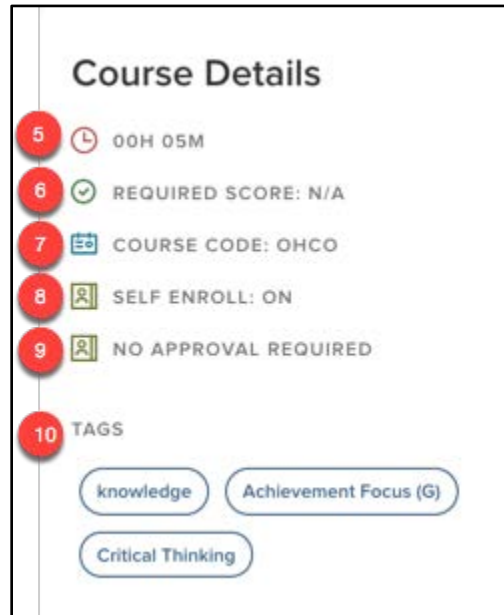 Course Details
5 00H 05M
6 REQUIRED SCORE: N/A
7 COURSE CODE: OHCO
8 SELF ENROLL: ON
9 NO APPROVAL REQUIRED
10 TAGS
knowledge Achievement Focus (G)
Critical Thinking